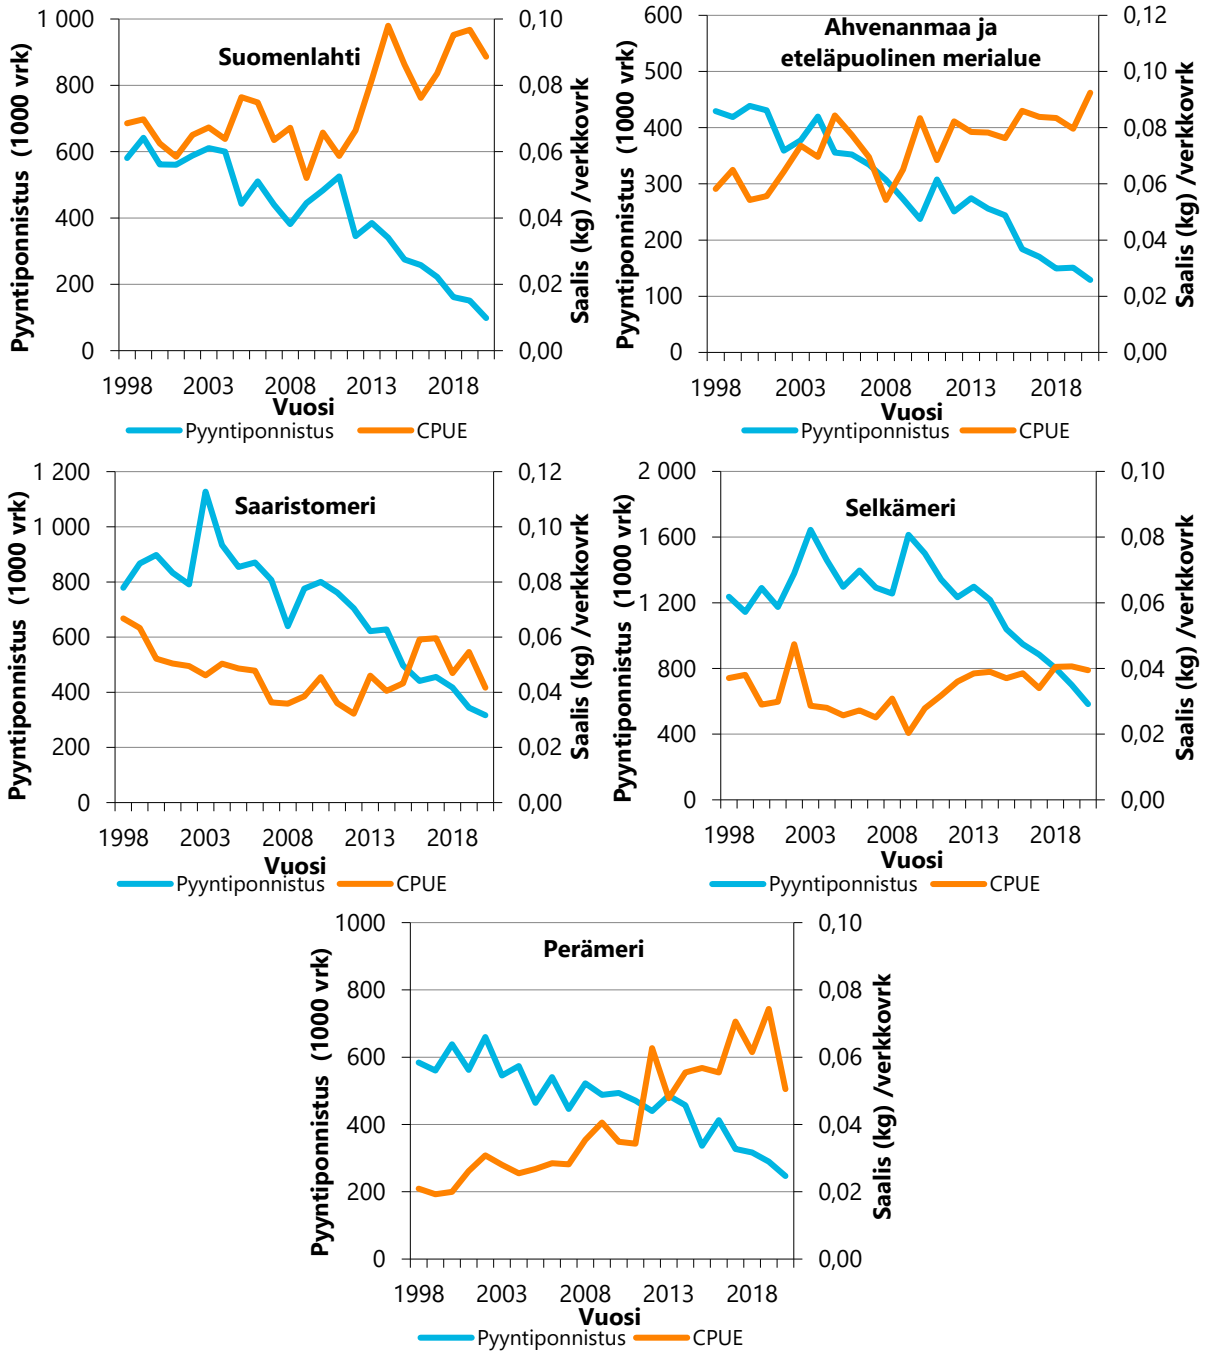 Suomenlahti
Pyyntiponnistus (1000 vrk)
1 000
800
600
400
200
0
0,10
0,08
0,06
0,04
0,02
0,00
Saalis (kg) /verkkovrk
1998 2003 2008 2013 2018
Vuosi
Pyyntiponnistus CPUE
Ahvenanmaa ja
eteläpuolinen merialue
Pyyntiponnistus (1000 vrk)
600
500
400
300
200
100
0
0,12
0,10
0,08
0,06
0,04
0,02
0,00
Saalis (kg) /verkkovrk
1998 2003 2008 2013 2018
Vuosi
Pyyntiponnistus CPUE
Saaristomeri
Pyyntiponnistus (1000 vrk)
1 200
1 000
800
600
400
200
0
0,12
0,10
0,08
0,06
0,04
0,02
0,00
Saalis (kg) /verkkovrk
1998 2003 2008 2013 2018
Vuosi
Pyyntiponnistus CPUE
Selkämeri
Pyyntiponnistus (1000 vrk)
2 000
1 600
1200
800
400
0
0,10
0,08
0,06
0,04
0,02
0,00
Saalis (kg) /verkkovrk
1998 2003 2008 2013 2018
Vuosi
Pyyntiponnistus CPUE
Perämeri
Pyyntiponnistus (1000 vrk)
1000
800
600
400
200
0
0,10
0,08
0,06
0,04
0,02
0,00
Saalis (kg) /verkkovrk
1998 2003 2008 2013 2018
Vuosi
Pyyntiponnistus CPUE